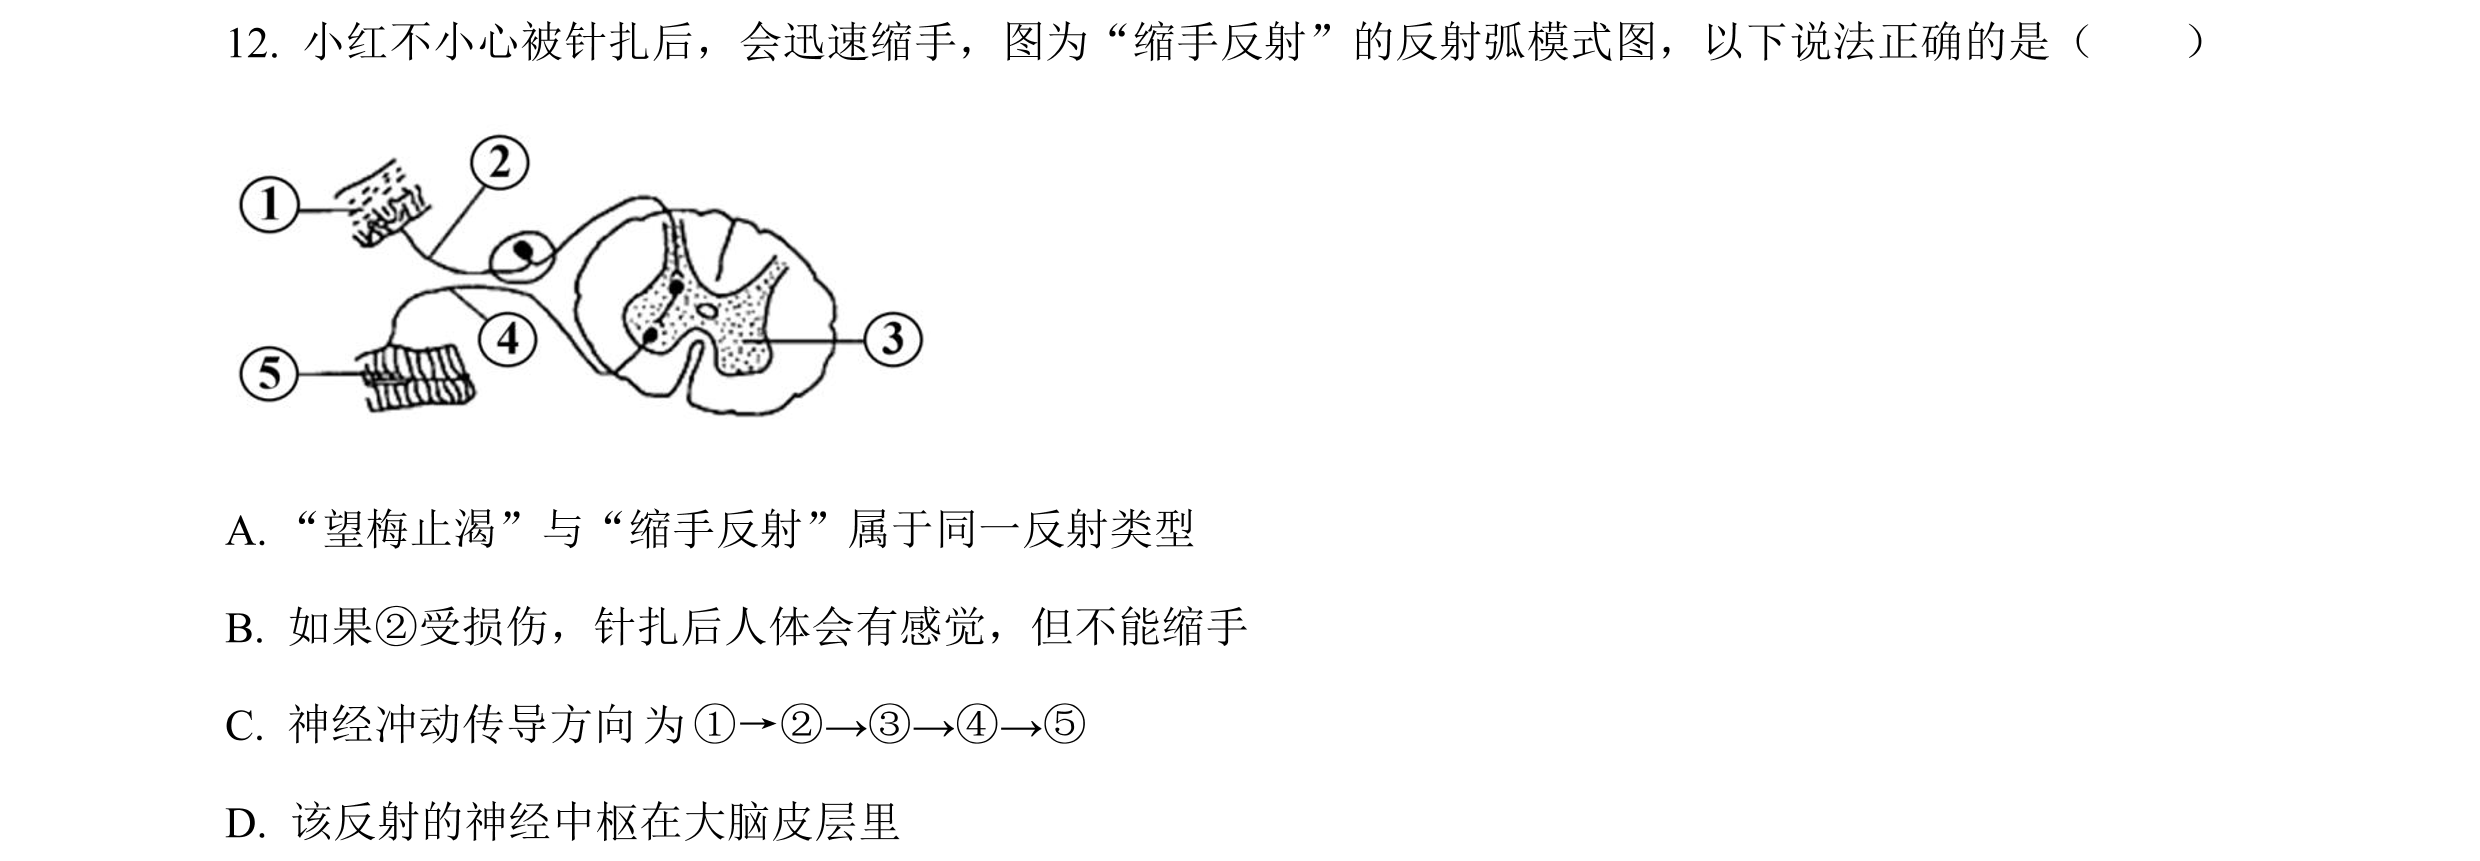 12. 小红不小心被针扎后，会迅速缩手，图为“缩手反射”的反射弧模式图，以下说法正确的是（　　）
②
①
④
③
⑤
A. “望梅止渴”与“缩手反射”属于同一反射类型
B. 如果②受损伤，针扎后人体会有感觉，但不能缩手
C. 神经冲动传导方向为①→②→③→④→⑤
D. 该反射的神经中枢在大脑皮层里